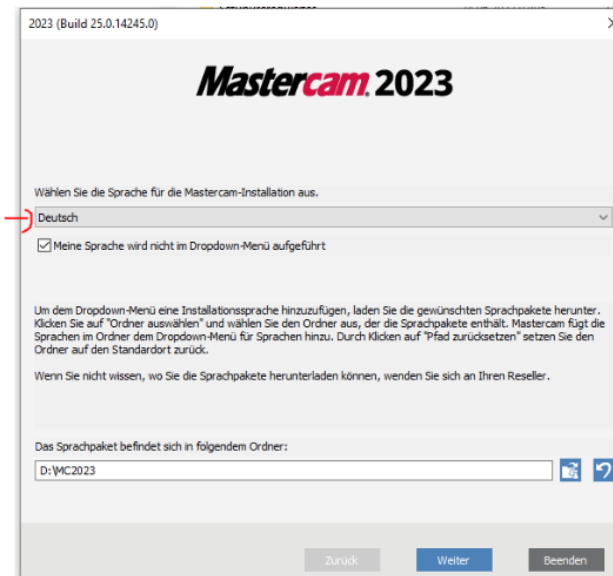 2023 (Build 25.0.14245.0)
Mastercam 2023
Wählen Sie die Sprache für die Mastercam-Installation aus.
Deutsch
Meine Sprache wird nicht im Dropdown-Menü aufgeführt
Um dem Dropdown-Menü eine Installationssprache hinzuzufügen, laden Sie die gewünschten Sprachpakete herunter.
Klicken Sie auf "Ordner auswählen" und wählen Sie den Ordner aus, der die Sprachpakete enthält. Mastercam fügt die
Sprachen im Ordner dem Dropdown-Menü für Sprachen hinzu. Durch Klicken auf "Pfad zurücksetzen" setzen Sie den
Ordner auf den Standardort zurück.
Wenn Sie nicht wissen, wo Sie die Sprachpakete herunterladen können, wenden Sie sich an Ihren Reseller.
Das Sprachpaket befindet sich in folgendem Ordner:
D:\MC2023
Zurück Weiter Beenden